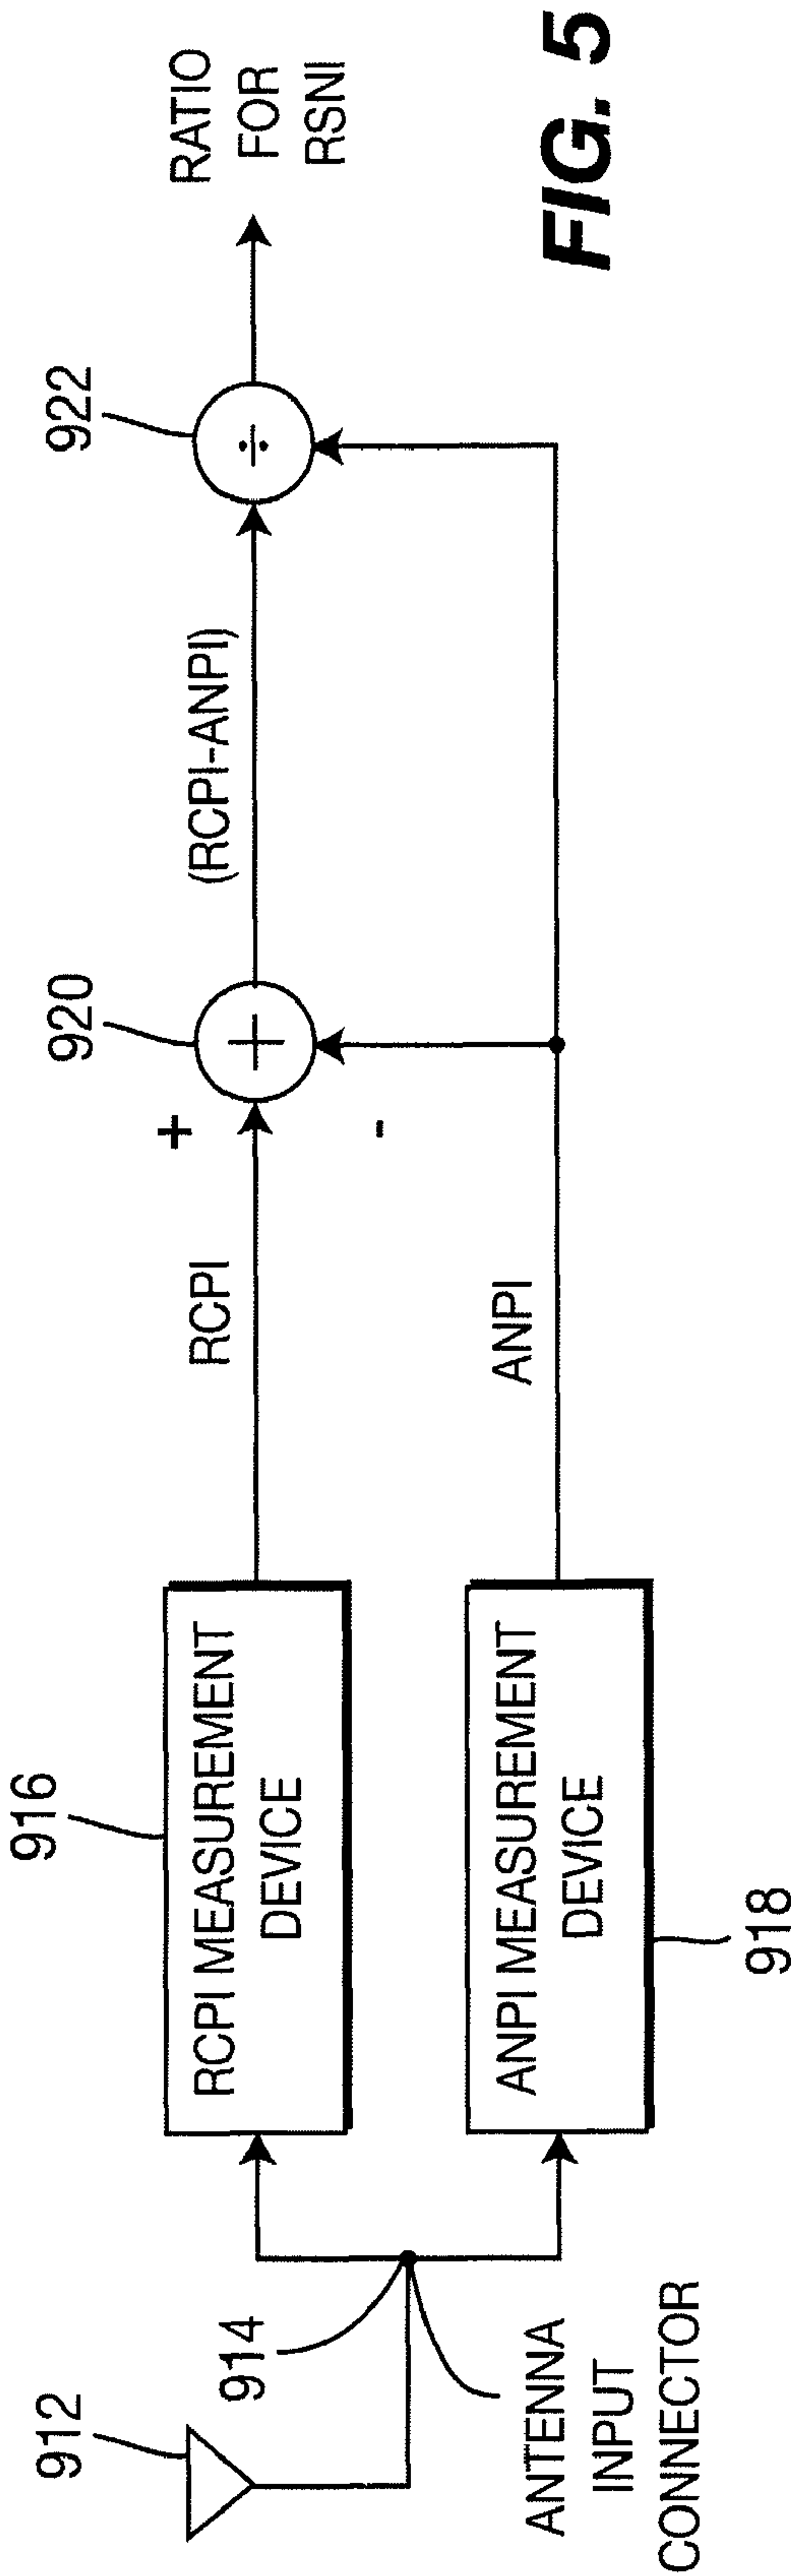 912
914
ANTENNA
INPUT
CONNECTOR
916
RCPI MEASUREMENT
DEVICE
918
ANPI MEASUREMENT
DEVICE
RCPI
ANPI
+
-
920
+
(RCPI-ANPI)
922
÷
RATIO
FOR
RSNI
FIG. 5